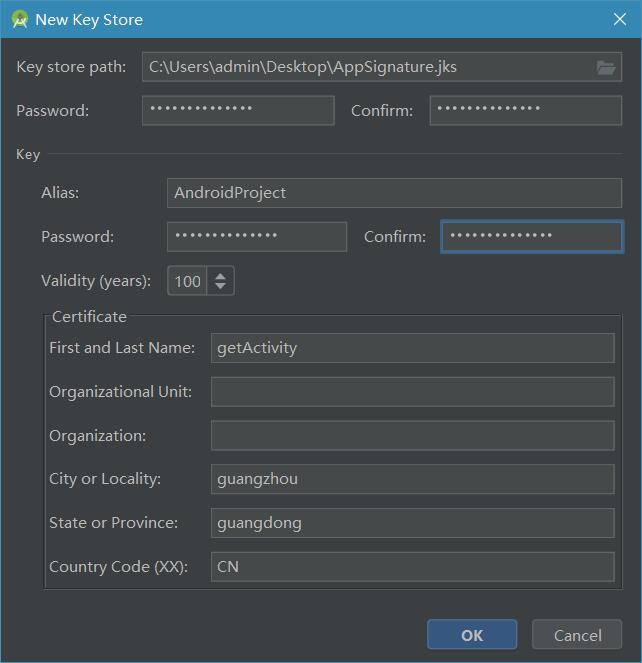 New Key Store
Key store path: C:\Users\admin\Desktop\AppSignature.jks
Password: •••••••••••••• Confirm: ••••••••••••••
Key
Alias: AndroidProject
Password: •••••••••••••• Confirm: ••••••••••••••
Validity (years): 100
Certificate
First and Last Name: getActivity
Organizational Unit:
Organization:
City or Locality: guangzhou
State or Province: guangdong
Country Code (XX): CN
OK Cancel